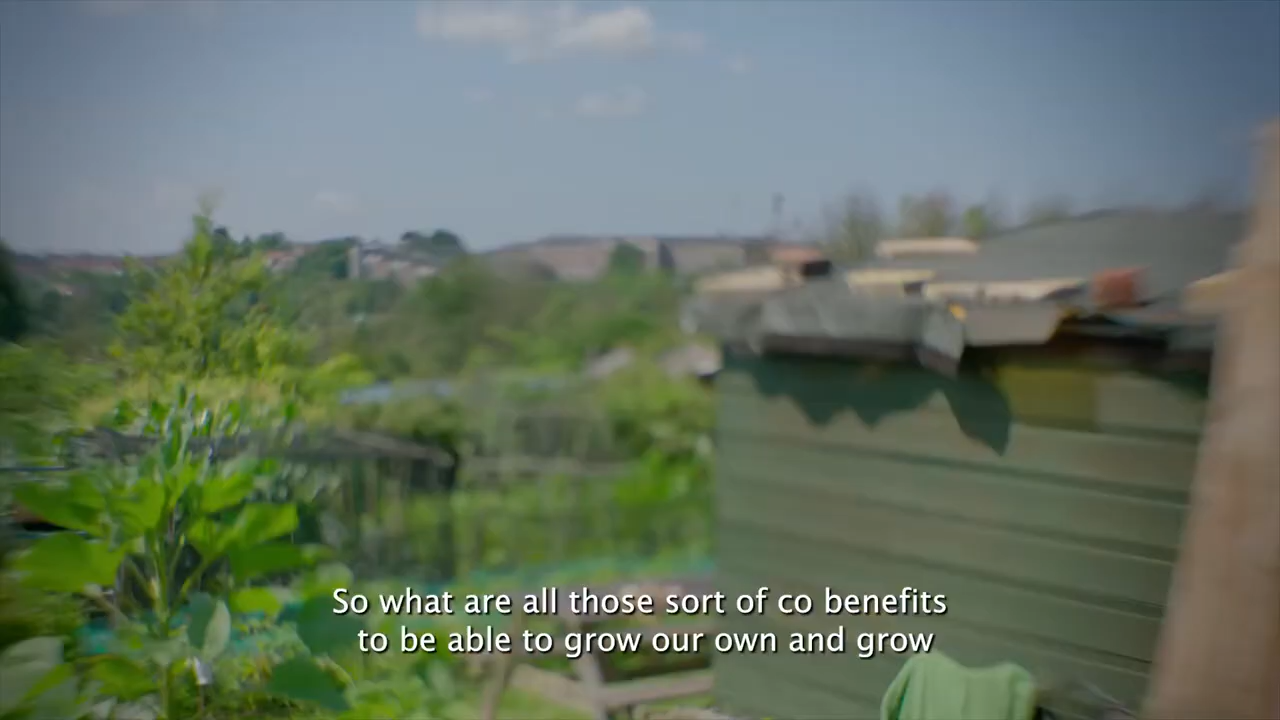 So what are all those sort of co benefits
to be able to grow our own and grow